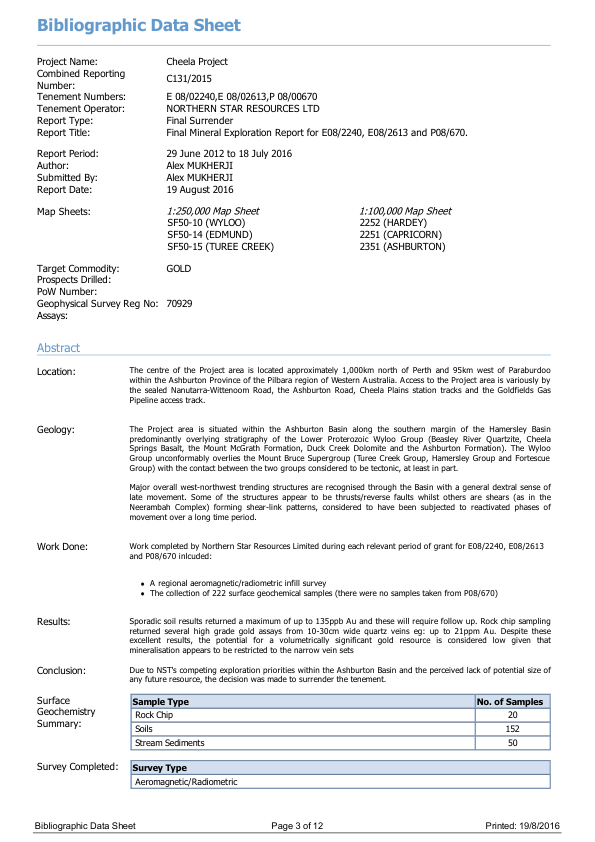 Bibliographic Data Sheet
Project Name: Cheela Project
Combined Reporting
Number: C131/2015
Tenement Numbers: E 08/02240,E 08/02613,P 08/00670
Tenement Operator: NORTHERN STAR RESOURCES LTD
Report Type: Final Surrender
Report Title: Final Mineral Exploration Report for E08/2240, E08/2613 and P08/670.
Report Period: 29 June 2012 to 18 July 2016
Author: Alex MUKHERJI
Submitted By: Alex MUKHERJI
Report Date: 19 August 2016
Map Sheets: 1:250,000 Map Sheet 1:100,000 Map Sheet
SF50-10 (WYLOO) 2252 (HARDEY)
SF50-14 (EDMUND) 2251 (CAPRICORN)
SF50-15 (TUREE CREEK) 2351 (ASHBURTON)
Target Commodity: GOLD
Prospects Drilled:
PoW Number:
Geophysical Survey Reg No: 70929
Assays:
Abstract
Location: The centre of the Project area is located approximately 1,000km north of Perth and 95km west of Paraburdoo
within the Ashburton Province of the Pilbara region of Western Australia. Access to the Project area is variously by
the sealed Nanutarra-Wittenoom Road, the Ashburton Road, Cheela Plains station tracks and the Goldfields Gas
Pipeline access track.
Geology: The Project area is situated within the Ashburton Basin along the southern margin of the Hamersley Basin
predominantly overlying stratigraphy of the Lower Proterozoic Wyloo Group (Beasley River Quartzite, Cheela
Springs Basalt, the Mount McGrath Formation, Duck Creek Dolomite and the Ashburton Formation). The Wyloo
Group unconformably overlies the Mount Bruce Supergroup (Turee Creek Group, Hamersley Group and Fortescue
Group) with the contact between the two groups considered to be tectonic, at least in part.
Major overall west-northwest trending structures are recognised through the Basin with a general dextral sense of
late movement. Some of the structures appear to be thrusts/reverse faults whilst others are shears (as in the
Neerambah Complex) forming shear-link patterns, considered to have been subjected to reactivated phases of
movement over a long time period.
Work Done: Work completed by Northern Star Resources Limited during each relevant period of grant for E08/2240, E08/2613
and P08/670 inlcuded:
• A regional aeromagnetic/radiometric infill survey
• The collection of 222 surface geochemical samples (there were no samples taken from P08/670)
Results: Sporadic soil results returned a maximum of up to 135ppb Au and these will require follow up. Rock chip sampling
returned several high grade gold assays from 10-30cm wide quartz veins eg: up to 21ppm Au. Despite these
excellent results, the potential for a volumetrically significant gold resource is considered low given that
mineralisation appears to be restricted to the narrow vein sets
Conclusion: Due to NST's competing exploration priorities within the Ashburton Basin and the perceived lack of potential size of
any future resource, the decision was made to surrender the tenement.
Surface
Geochemistry
Summary:
Sample Type No. of Samples
Rock Chip 20
Soils 152
Stream Sediments 50
Survey Completed: Survey Type
Aeromagnetic/Radiometric
Bibliographic Data Sheet Page 3 of 12 Printed: 19/8/2016